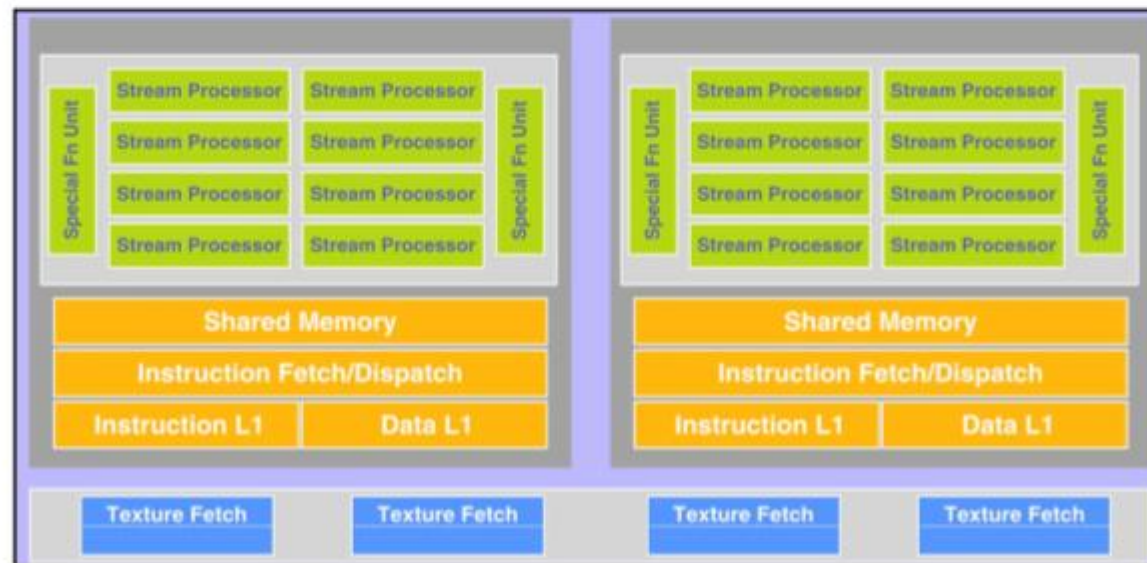 Special Fn Unit
Stream Processor Stream Processor
Stream Processor Stream Processor
Stream Processor Stream Processor
Stream Processor Stream Processor
Special Fn Unit
Shared Memory
Instruction Fetch/Dispatch
Instruction L1 Data L1
Special Fn Unit
Stream Processor Stream Processor
Stream Processor Stream Processor
Stream Processor Stream Processor
Stream Processor Stream Processor
Special Fn Unit
Shared Memory
Instruction Fetch/Dispatch
Instruction L1 Data L1
Texture Fetch Texture Fetch Texture Fetch Texture Fetch